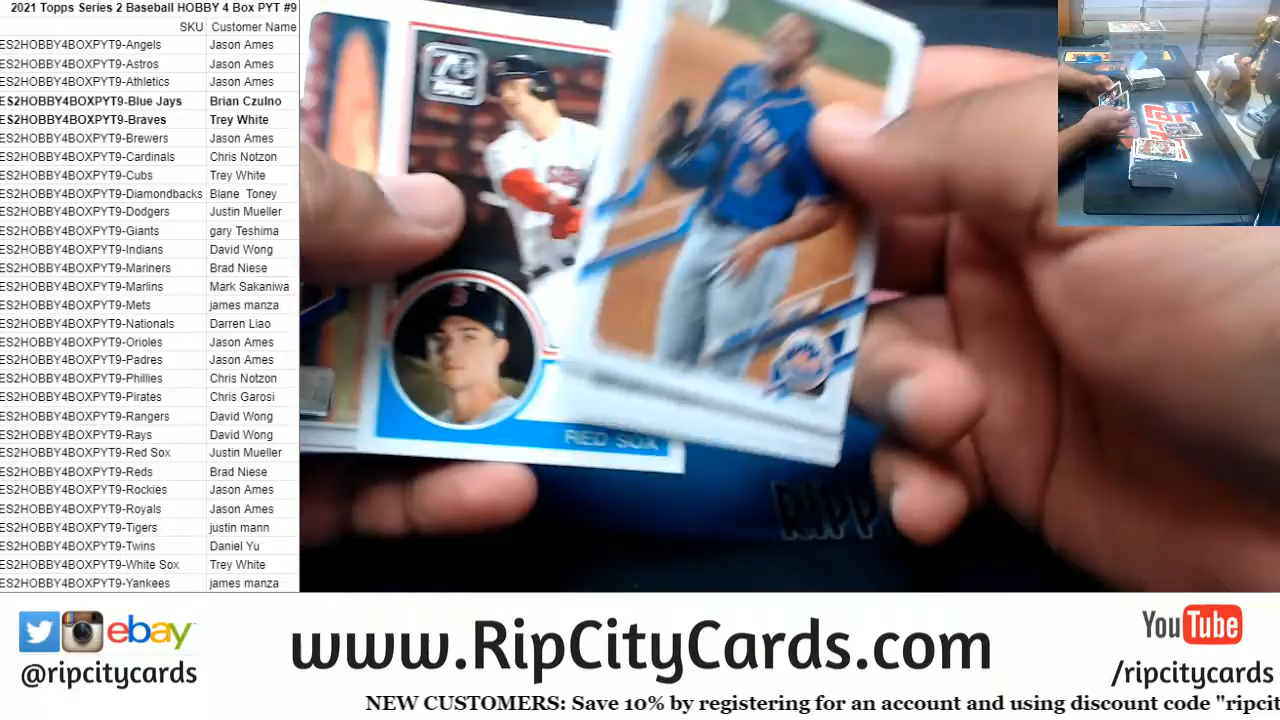 2021 Topps Series 2 Baseball HOBBY 4 Box PYT #9
SKU Customer Name
ES2HOBBY4BOXPYT9-Angels Jason Ames
ES2HOBBY4BOXPYT9-Astros Jason Ames
ES2HOBBY4BOXPYT9-Athletics Jason Ames
ES2HOBBY4BOXPYT9-Blue Jays Brian Czulno
ES2HOBBY4BOXPYT9-Braves Trey White
ES2HOBBY4BOXPYT9-Brewers Jason Ames
ES2HOBBY4BOXPYT9-Cardinals Chris Notzon
ES2HOBBY4BOXPYT9-Cubs Trey White
ES2HOBBY4BOXPYT9-Diamondbacks Blane Toney
ES2HOBBY4BOXPYT9-Dodgers Justin Mueller
ES2HOBBY4BOXPYT9-Giants gary Teshima
ES2HOBBY4BOXPYT9-Indians David Wong
ES2HOBBY4BOXPYT9-Mariners Brad Niese
ES2HOBBY4BOXPYT9-Marlins Mark Sakaniwa
ES2HOBBY4BOXPYT9-Mets james manza
ES2HOBBY4BOXPYT9-Nationals Darren Liao
ES2HOBBY4BOXPYT9-Orioles Jason Ames
ES2HOBBY4BOXPYT9-Padres Jason Ames
ES2HOBBY4BOXPYT9-Phillies Chris Notzon
ES2HOBBY4BOXPYT9-Pirates Chris Garosi
ES2HOBBY4BOXPYT9-Rangers David Wong
ES2HOBBY4BOXPYT9-Rays David Wong
ES2HOBBY4BOXPYT9-Red Sox Justin Mueller
ES2HOBBY4BOXPYT9-Reds Brad Niese
ES2HOBBY4BOXPYT9-Rockies Jason Ames
ES2HOBBY4BOXPYT9-Royals Jason Ames
ES2HOBBY4BOXPYT9-Tigers justin mann
ES2HOBBY4BOXPYT9-Twins Daniel Yu
ES2HOBBY4BOXPYT9-White Sox Trey White
ES2HOBBY4BOXPYT9-Yankees james manza
70
RED SOX
RIPP
ebay
@ripcitycards
www.RipCityCards.com
YouTube
/ripcitycards
NEW CUSTOMERS: Save 10% by registering for an account and using discount code "ripcit